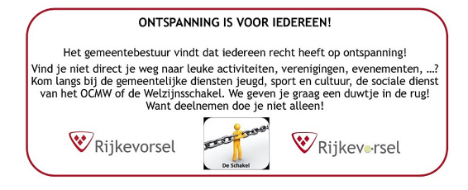 ONTSPANNING IS VOOR IEDEREEN!
Het gemeentebestuur vindt dat iedereen recht heeft op ontspanning!
Vind je niet direct je weg naar leuke activiteiten, verenigingen, evenementen, …?
Kom langs bij de gemeentelijke diensten jeugd, sport en cultuur, de sociale dienst
van het OCMW of de Welzijnsschakel. We geven je graag een duwtje in de rug!
Want deelnemen doe je niet alleen!
Rijkevorsel
De Schakel
Rijkevorsel